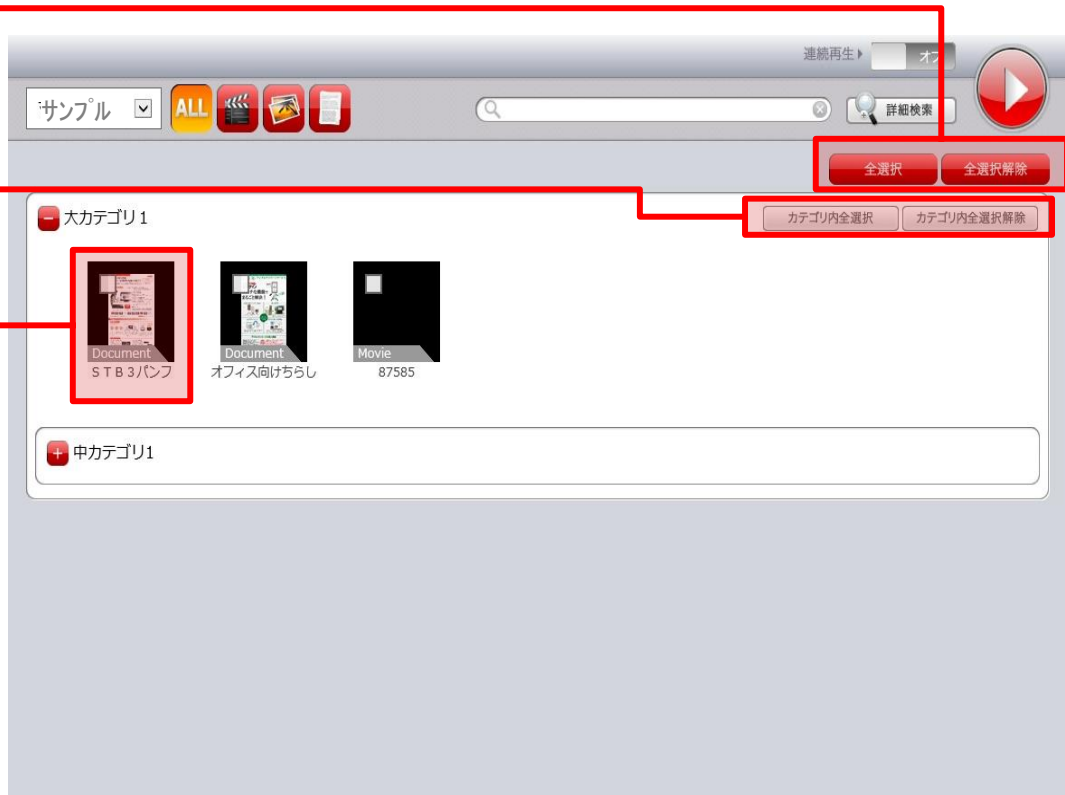 連続再生
オフ
サンプル
ALL
詳細検索
全選択 全選択解除
大カテゴリ1
カテゴリ内全選択 カテゴリ内全選択解除
Document
STB3パンフ
Document
オフィス向けちらし
Movie
87585
中カテゴリ1